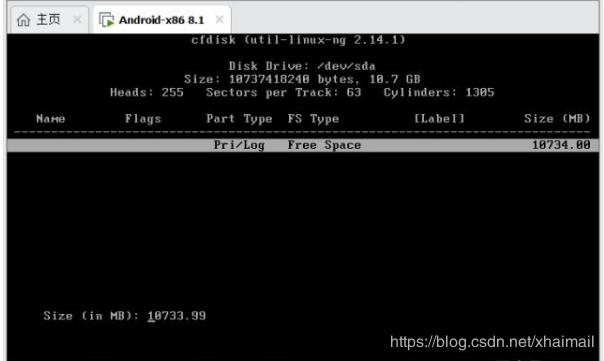 主页 × Android-x86 8.1 ×
cfdisk (util-linux-ng 2.14.1)
Disk Drive: /dev/sda
Size: 10737418240 bytes, 10.7 GB
Heads: 255 Sectors per Track: 63 Cylinders: 1305
Name Flags Part Type FS Type [Label] Size (MB)
Pri/Log Free Space 10734.00
Size (in MB): 10733.99
https://blog.csdn.net/xhaimail